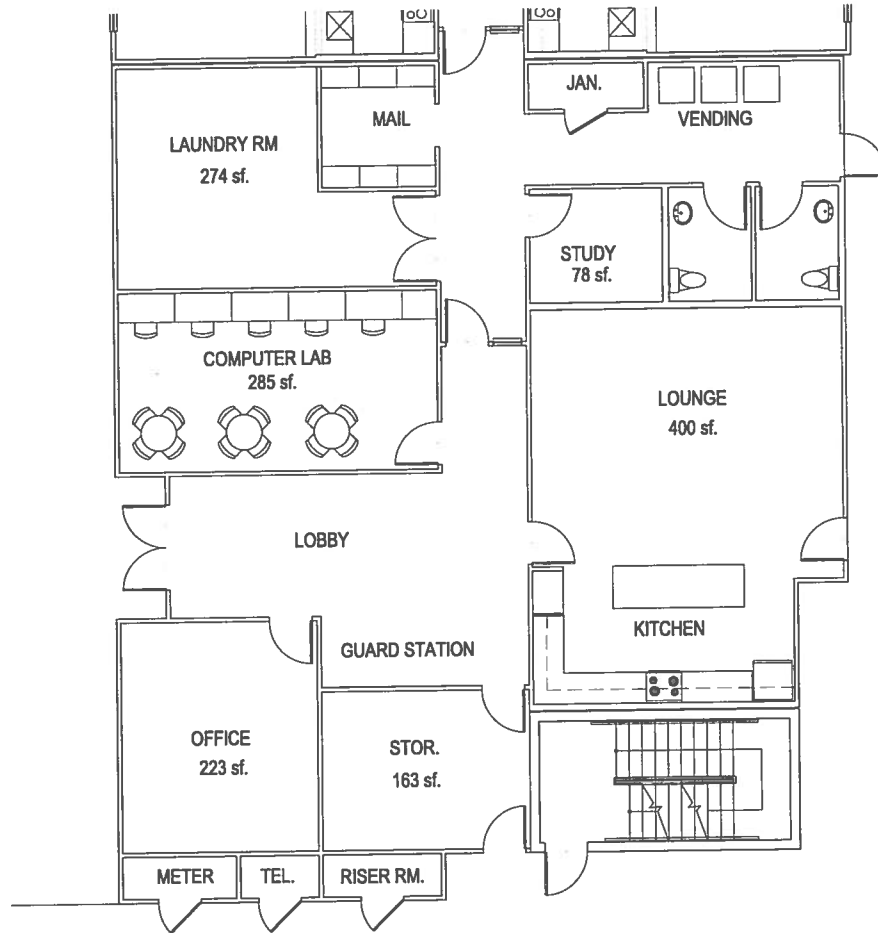 JAN.
MAIL
VENDING
LAUNDRY RM
274 sf.
STUDY
78 sf.
COMPUTER LAB
285 sf.
LOUNGE
400 sf.
LOBBY
KITCHEN
GUARD STATION
OFFICE
223 sf.
STOR.
163 sf.
METER
TEL.
RISER RM.